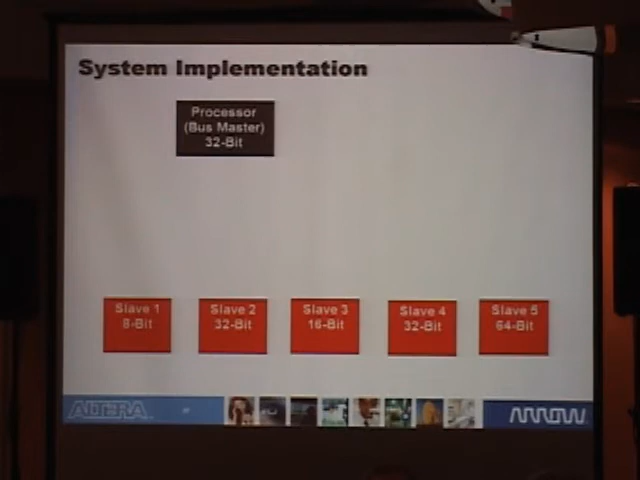 System Implementation
Processor
(Bus Master)
32-Bit
Slave 1
8-Bit
Slave 2
32-Bit
Slave 3
16-Bit
Slave 4
32-Bit
Slave 5
64-Bit
ALTERA
ARROW